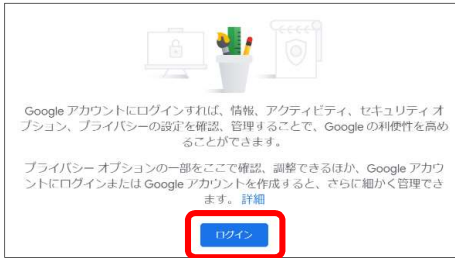 Google アカウントにログインすれば、情報、アクティビティ、セキュリティ オ
プション、プライバシーの設定を確認、管理することで、Google の利便性を高め
ることができます。
プライバシー オプションの一部をここで確認、調整できるほか、Google アカウ
ントにログインまたは Google アカウントを作成すると、さらに細かく管理でき
ます。 詳細
ログイン